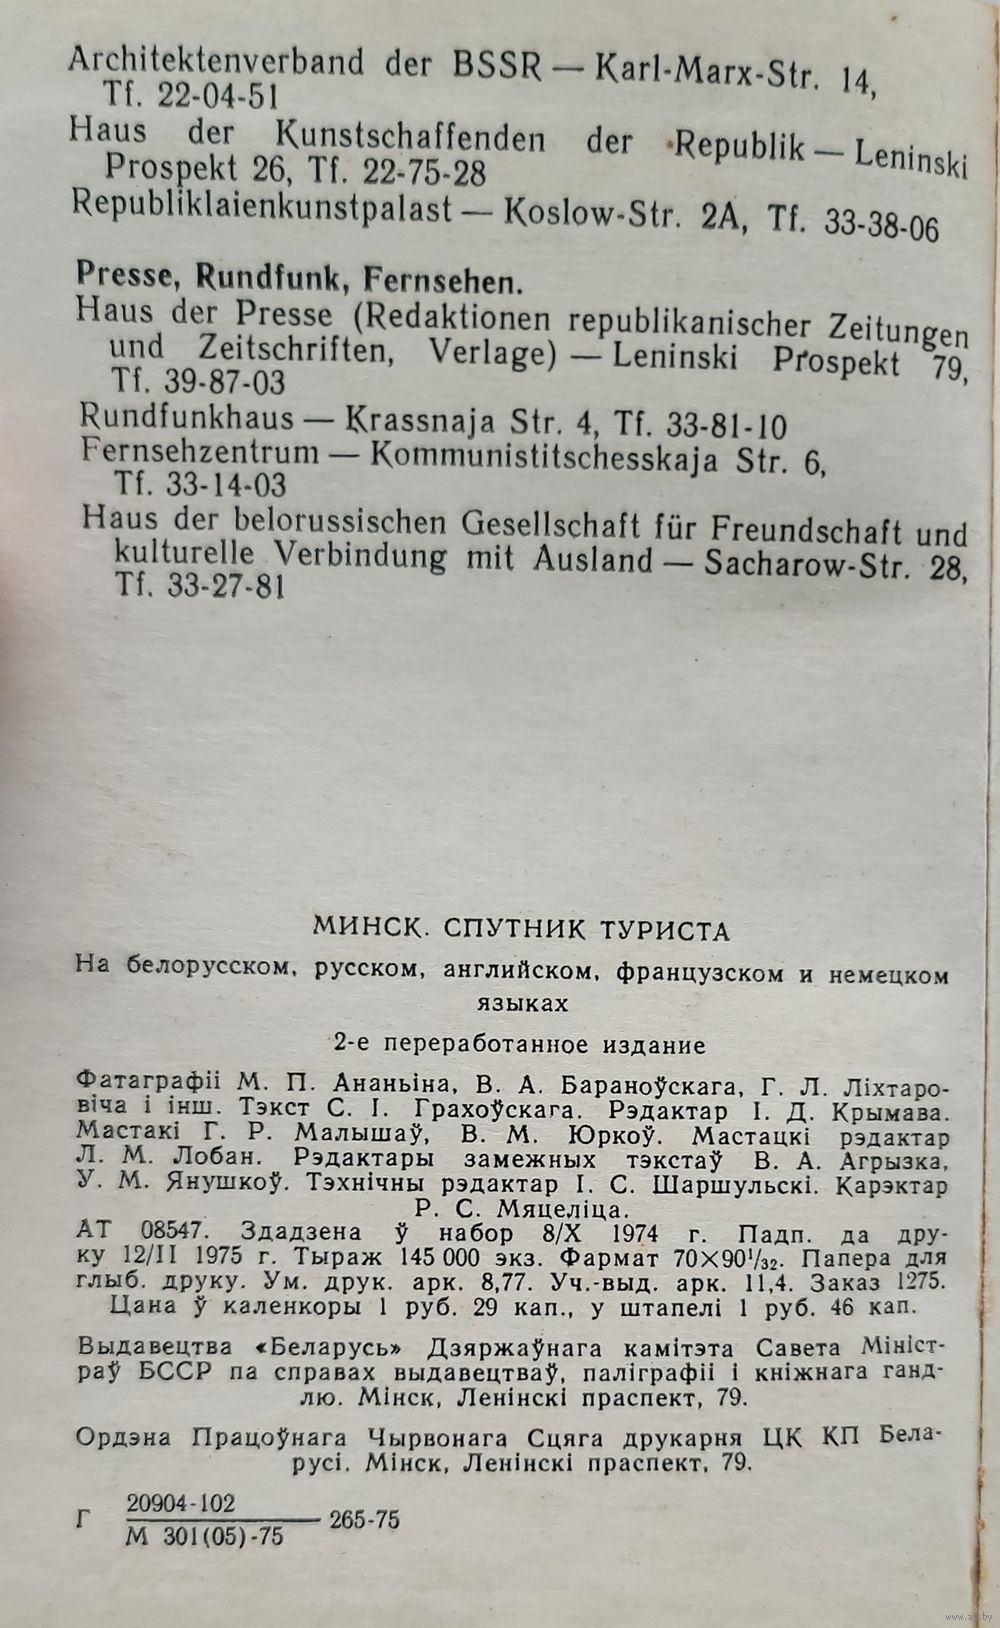 Architektenverband der BSSR — Karl-Marx-Str. 14,
Tf. 22-04-51
Haus der Kunstschaffenden der Republik — Leninski
Prospekt 26, Tf. 22-75-28
Republiklaienkunstpalast — Koslow-Str. 2A, Tf. 33-38-06
Presse, Rundfunk, Fernsehen.
Haus der Presse (Redaktionen republikanischer Zeitungen
und Zeitschriften, Verlage) — Leninski Prospekt 79,
Tf. 39-87-03
Rundfunkhaus — Krassnaja Str. 4, Tf. 33-81-10
Fernsehzentrum — Kommunistitschesskaja Str. 6,
Tf. 33-14-03
Haus der belorussischen Gesellschaft für Freundschaft und
kulturelle Verbindung mit Ausland — Sacharow-Str. 28,
Tf. 33-27-81
МИНСК. СПУТНИК ТУРИСТА
На белорусском, русском, английском, французском и немецком
языках
2-е переработанное издание
Фатаграфіі М. П. Ананьіна, В. А. Бараноўскага, Г. Л. Ліхтаро-
віча і інш. Тэкст С. І. Грахоўскага. Рэдактар І. Д. Крымава.
Мастакі Г. Р. Малышаў, В. М. Юркоў. Мастацкі рэдактар
Л. М. Лобан. Рэдактары замежных тэкстаў В. А. Агрызка,
У. М. Янушкоў. Тэхнічны рэдактар І. С. Шаршульскі. Карэктар
Р. С. Мяцеліца.
АТ 08547. Здадзена ў набор 8/X 1974 г. Падп. да дру-
ку 12/II 1975 г. Тыраж 145 000 экз. Фармат 70×90¹/₃₂. Папера для
глыб. друку. Ум. друк. арк. 8,77. Уч.-выд. арк. 11,4. Заказ 1275.
Цана ў каленкоры 1 руб. 29 кап., у штапелі 1 руб. 46 кап.
Выдавецтва «Беларусь» Дзяржаўнага камітэта Савета Мініст-
раў БССР па справах выдавецтваў, паліграфіі і кніжнага ганд-
лю. Мінск, Ленінскі праспект, 79.
Ордэна Працоўнага Чырвонага Сцяга друкарня ЦК КП Бела-
русі. Мінск, Ленінскі праспект, 79.
Г 20904-102
М 301(05)-75 — 265-75
www.ay.by